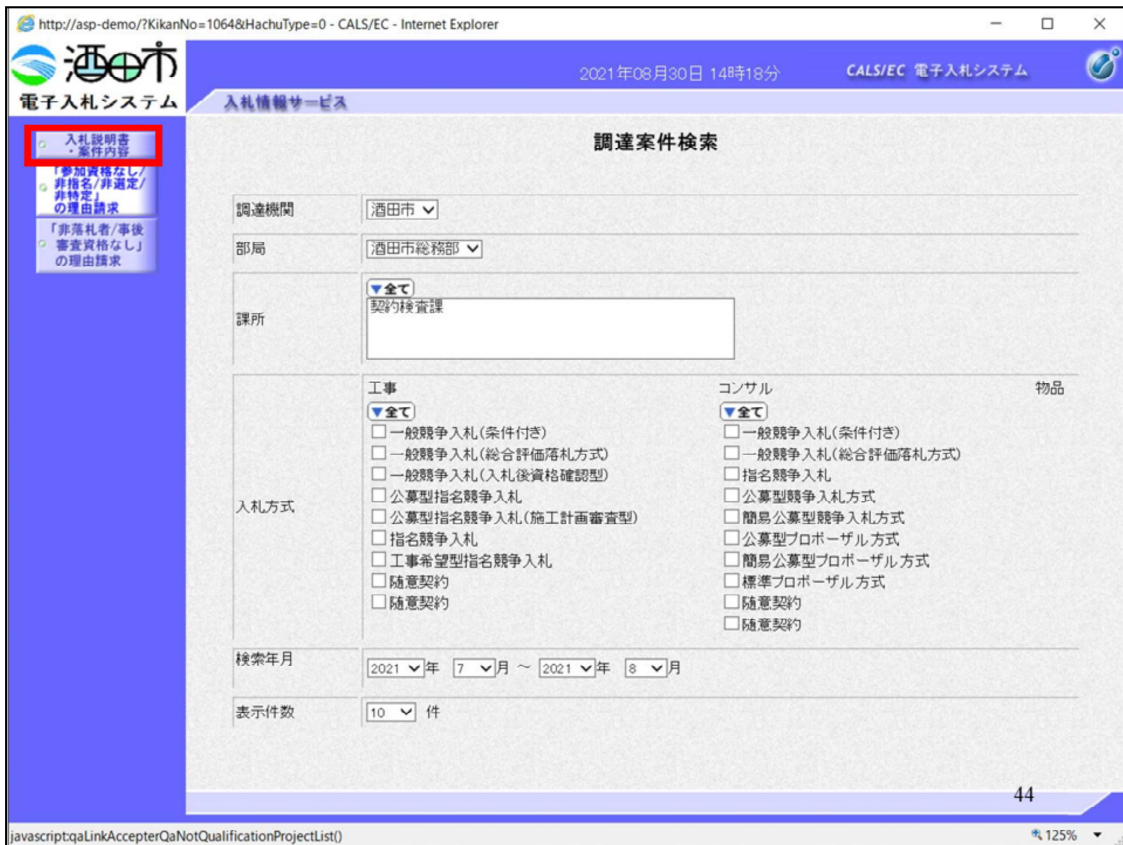 http://asp-demo/?KikanNo=1064&HachuType=0 - CALS/EC - Internet Explorer
酒田市
電子入札システム
2021年08月30日 14時18分
CALS/EC 電子入札システム
入札情報サービス
入札説明書
・案件内容
「参加資格なし/
非指名/非選定/
非特定」
の理由請求
「非落札者/事後
審査資格なし」
の理由請求
調達案件検索
調達機関
酒田市
部局
酒田市総務部
課所
▼全て
契約検査課
入札方式
工事
▼全て
一般競争入札(条件付き)
一般競争入札(総合評価落札方式)
一般競争入札(入札後資格確認型)
公募型指名競争入札
公募型指名競争入札(施工計画審査型)
指名競争入札
工事希望型指名競争入札
随意契約
随意契約
コンサル
▼全て
一般競争入札(条件付き)
一般競争入札(総合評価落札方式)
指名競争入札
公募型競争入札方式
簡易公募型競争入札方式
公募型プロポーザル方式
簡易公募型プロポーザル方式
標準プロポーザル方式
随意契約
随意契約
物品
検索年月
2021 年 7 月 ~ 2021 年 8 月
表示件数
10 件
44
javascript:qaLinkAccepterQaNotQualificationProjectList()
125%